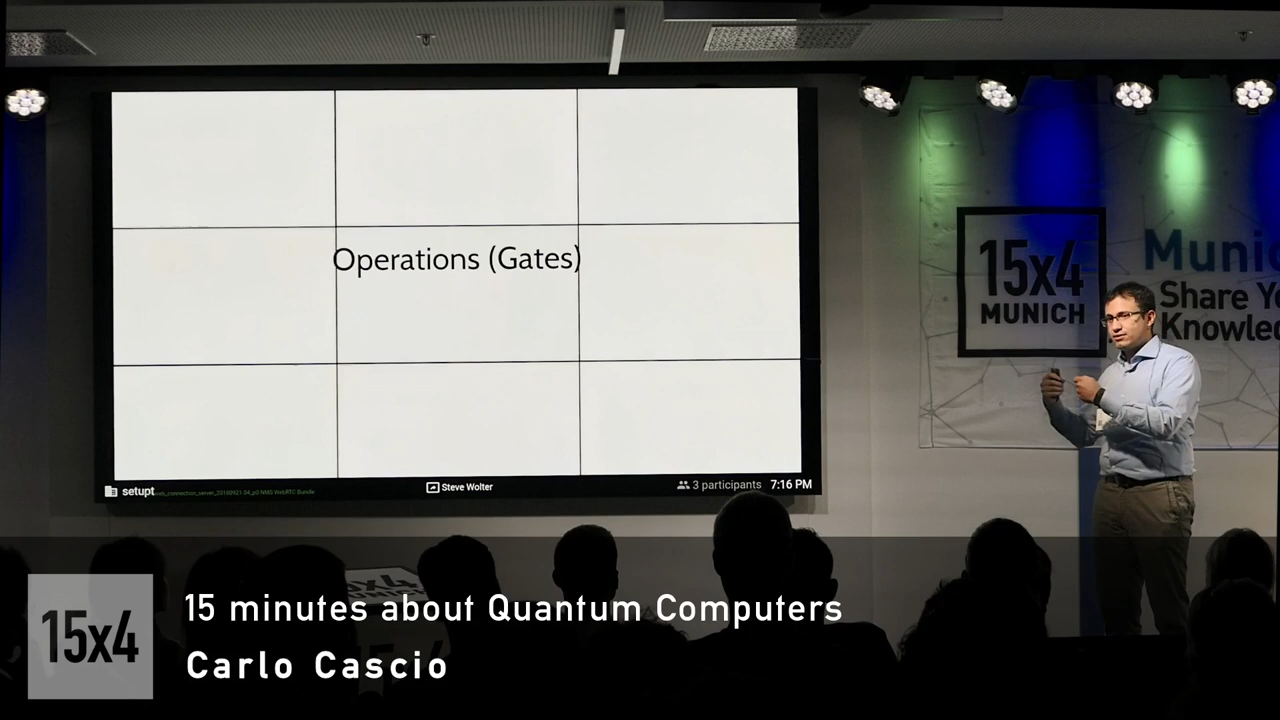 Operations (Gates)
setupt
Steve Wolter
3 participants 7:16 PM
15x4
MUNICH
Munic
Share Yo
Knowled
15x4
15 minutes about Quantum Computers
Carlo Cascio